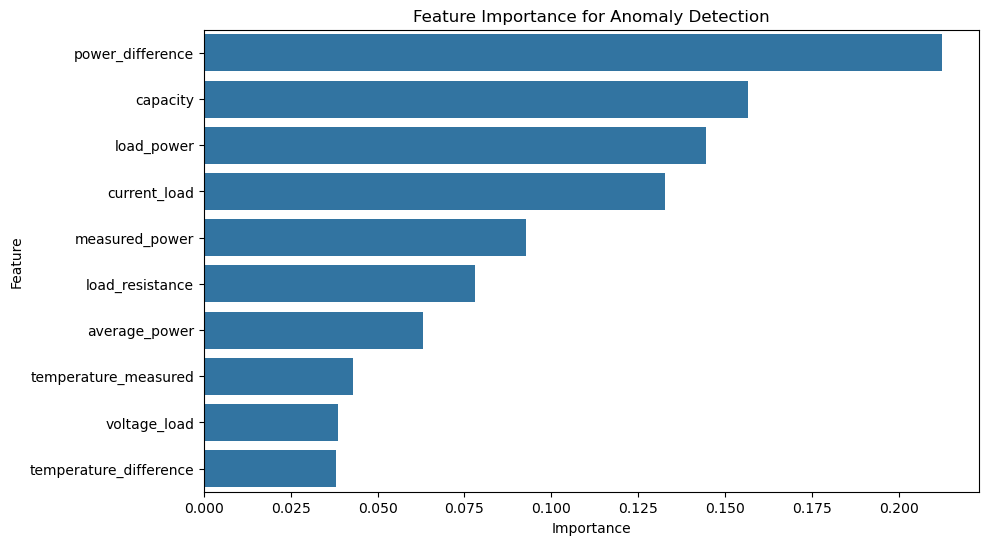 Feature Importance for Anomaly Detection
power_difference
capacity
load_power
current_load
measured_power
load_resistance
average_power
temperature_measured
voltage_load
temperature_difference
Feature
0.000 0.025 0.050 0.075 0.100 0.125 0.150 0.175 0.200
Importance